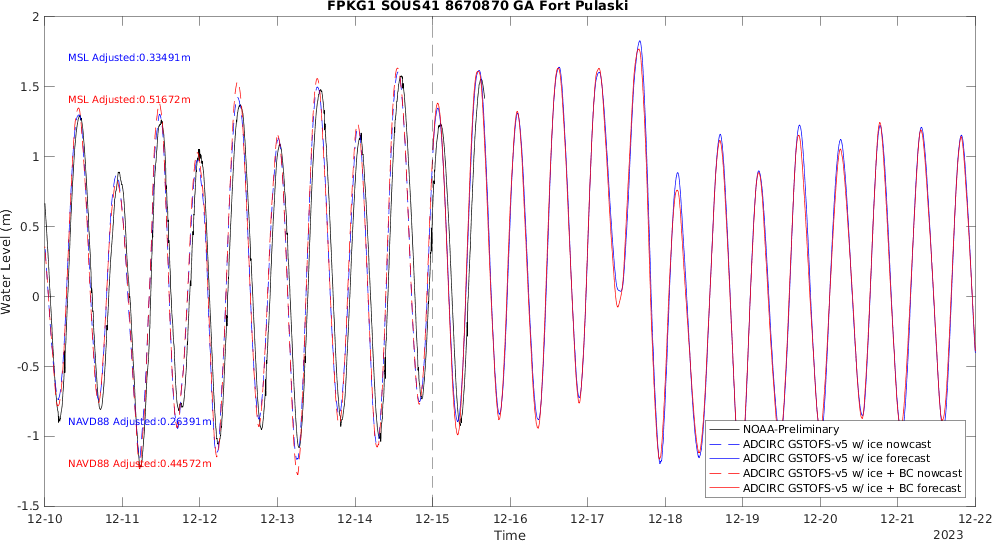 FPKG1 SOUS41 8670870 GA Fort Pulaski
2
1.5
1
0.5
0
-0.5
-1
-1.5
Water Level (m)
MSL Adjusted:0.33491m
MSL Adjusted:0.51672m
NAVD88 Adjusted:0.26391m
NAVD88 Adjusted:0.44572m
NOAA-Preliminary
ADCIRC GSTOFS-v5 w/ ice nowcast
ADCIRC GSTOFS-v5 w/ ice forecast
ADCIRC GSTOFS-v5 w/ ice + BC nowcast
ADCIRC GSTOFS-v5 w/ ice + BC forecast
12-10 12-11 12-12 12-13 12-14 12-15 12-16 12-17 12-18 12-19 12-20 12-21 12-22
Time
2023